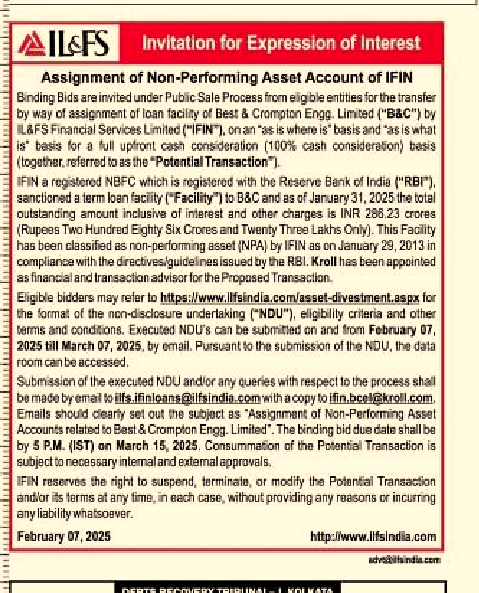 IL&FS
Invitation for Expression of Interest
Assignment of Non-Performing Asset Account of IFIN
Binding Bids are invited under Public Sale Process from eligible entities for the transfer
by way of assignment of loan facility of Best & Crompton Engg. Limited ("B&C") by
IL&FS Financial Services Limited ("IFIN"), on an "as is where is" basis and "as is what
is" basis for a full upfront cash consideration (100% cash consideration) basis
(together, referred to as the "Potential Transaction").
IFIN a registered NBFC which is registered with the Reserve Bank of India ("RBI"),
sanctioned a term loan facility ("Facility") to B&C and as of January 31, 2025 the total
outstanding amount inclusive of interest and other charges is INR 286.23 crores
(Rupees Two Hundred Eighty Six Crores and Twenty Three Lakhs Only). This Facility
has been classified as non-performing asset (NPA) by IFIN as on January 29, 2013 in
compliance with the directives/guidelines issued by the RBI. Kroll has been appointed
as financial and transaction advisor for the Proposed Transaction.
Eligible bidders may refer to https://www.ilfsindia.com/asset-divestment.aspx for
the format of the non-disclosure undertaking ("NDU"), eligibility criteria and other
terms and conditions. Executed NDU's can be submitted on and from February 07,
2025 till March 07, 2025, by email. Pursuant to the submission of the NDU, the data
room can be accessed.
Submission of the executed NDU and/or any queries with respect to the process shall
be made by email to ilfs.ifinloans@ilfsindia.com with a copy to ifin.bcel@kroll.com.
Emails should clearly set out the subject as "Assignment of Non-Performing Asset
Accounts related to Best & Crompton Engg. Limited". The binding bid due date shall be
by 5 P.M. (IST) on March 15, 2025. Consummation of the Potential Transaction is
subject to necessary internal and external approvals.
IFIN reserves the right to suspend, terminate, or modify the Potential Transaction
and/or its terms at any time, in each case, without providing any reasons or incurring
any liability whatsoever.
February 07, 2025 http://www.ilfsindia.com
advt@ilfsindia.com
DEBTS RECOVERY TRIBUNAL – I, KOLKATA